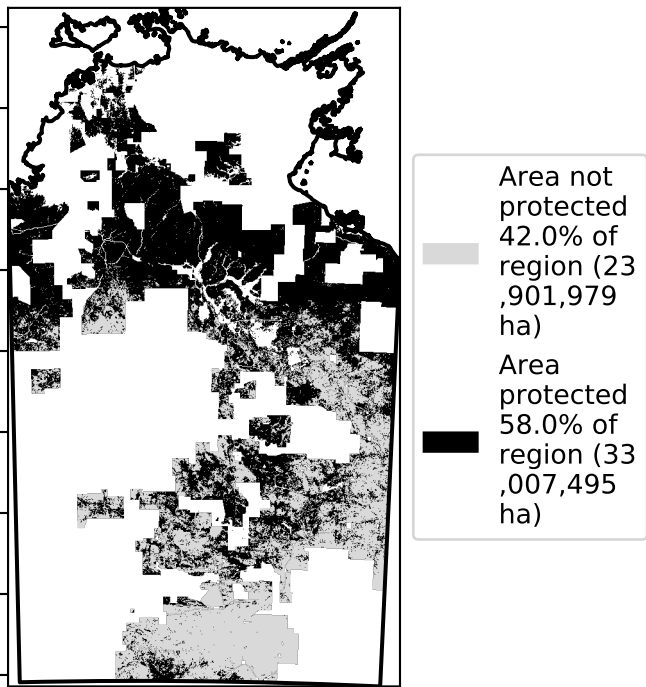 Area not
protected
42.0% of
region (23
,901,979
ha)
Area
protected
58.0% of
region (33
,007,495
ha)